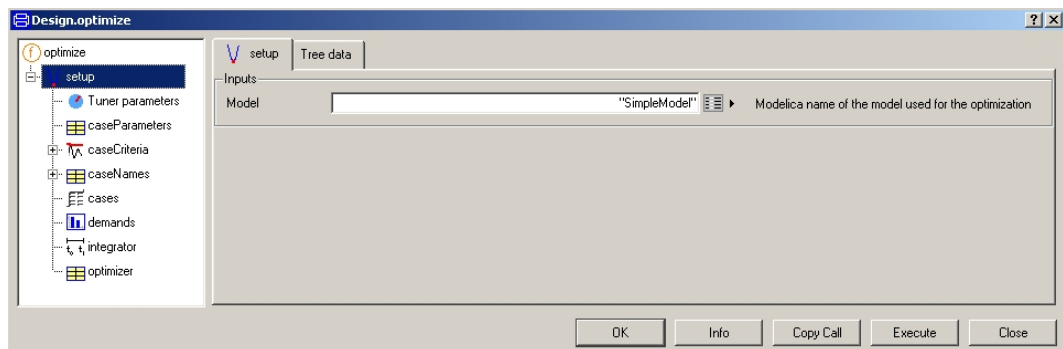 Design.optimize
optimize
setup
Tuner parameters
caseParameters
caseCriteria
caseNames
cases
demands
integrator
optimizer
setup Tree data
Inputs
Model "SimpleModel" Modelica name of the model used for the optimization
OK Info Copy Call Execute Close